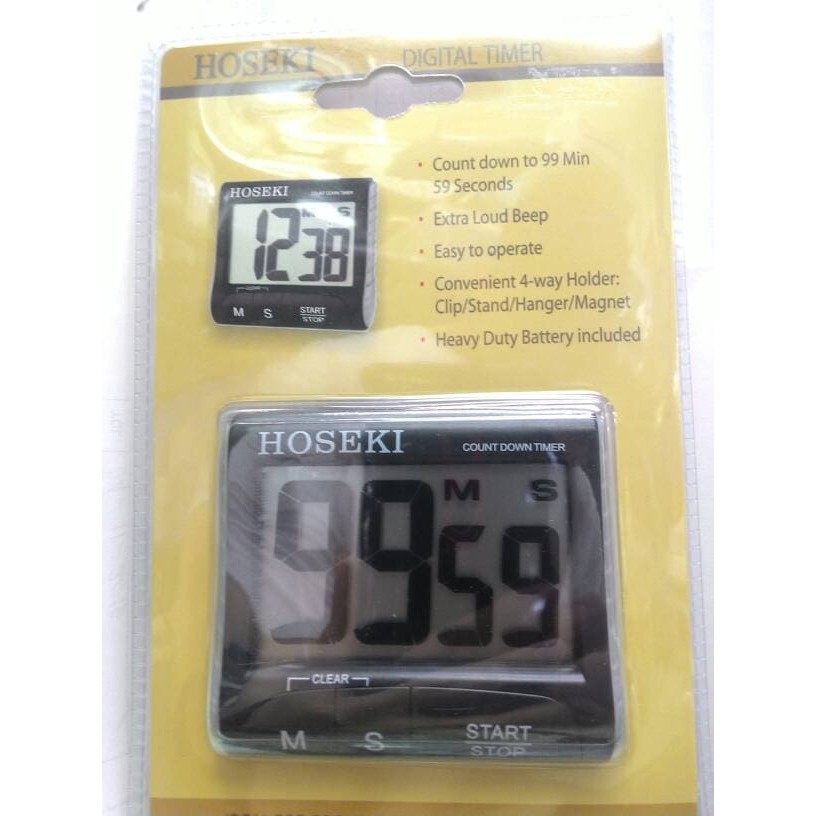 HOSEKI
DIGITAL TIMER
• Count down to 99 Min
59 Seconds
• Extra Loud Beep
• Easy to operate
• Convenient 4-way Holder:
Clip/Stand/Hanger/Magnet
• Heavy Duty Battery included
HOSEKI COUNT DOWN TIMER
M S
12 38
CLEAR
M S START
STOP
HOSEKI COUNT DOWN TIMER
M S
99 59
CLEAR
M S START
STOP